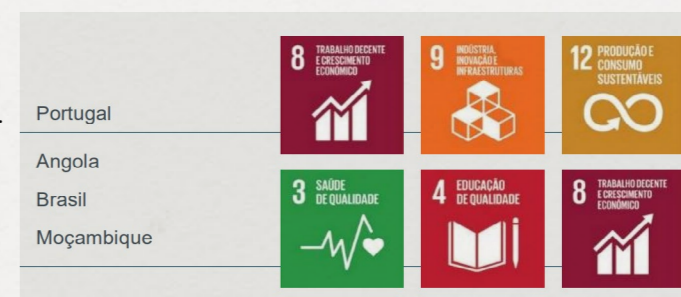 Portugal
8 TRABALHO DECENTE
E CRESCIMENTO
ECONÓMICO
9 INDÚSTRIA,
INOVAÇÃO E
INFRAESTRUTURAS
12 PRODUÇÃO E
CONSUMO
SUSTENTÁVEIS
Angola
Brasil
Moçambique
3 SAÚDE
DE QUALIDADE
4 EDUCAÇÃO
DE QUALIDADE
8 TRABALHO DECENTE
E CRESCIMENTO
ECONÓMICO